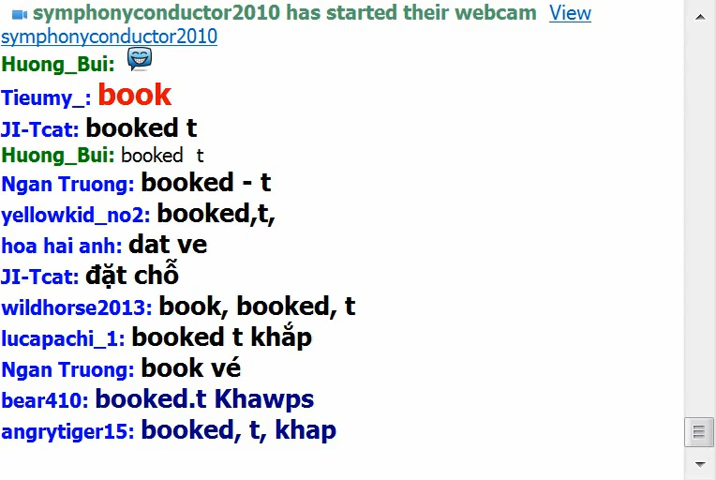 symphonyconductor2010 has started their webcam View
symphonyconductor2010
Huong_Bui:
Tieumy_: book
JI-Tcat: booked t
Huong_Bui: booked t
Ngan Truong: booked - t
yellowkid_no2: booked,t,
hoa hai anh: dat ve
JI-Tcat: đặt chỗ
wildhorse2013: book, booked, t
lucapachi_1: booked t khắp
Ngan Truong: book vé
bear410: booked.t Khawps
angrytiger15: booked, t, khap